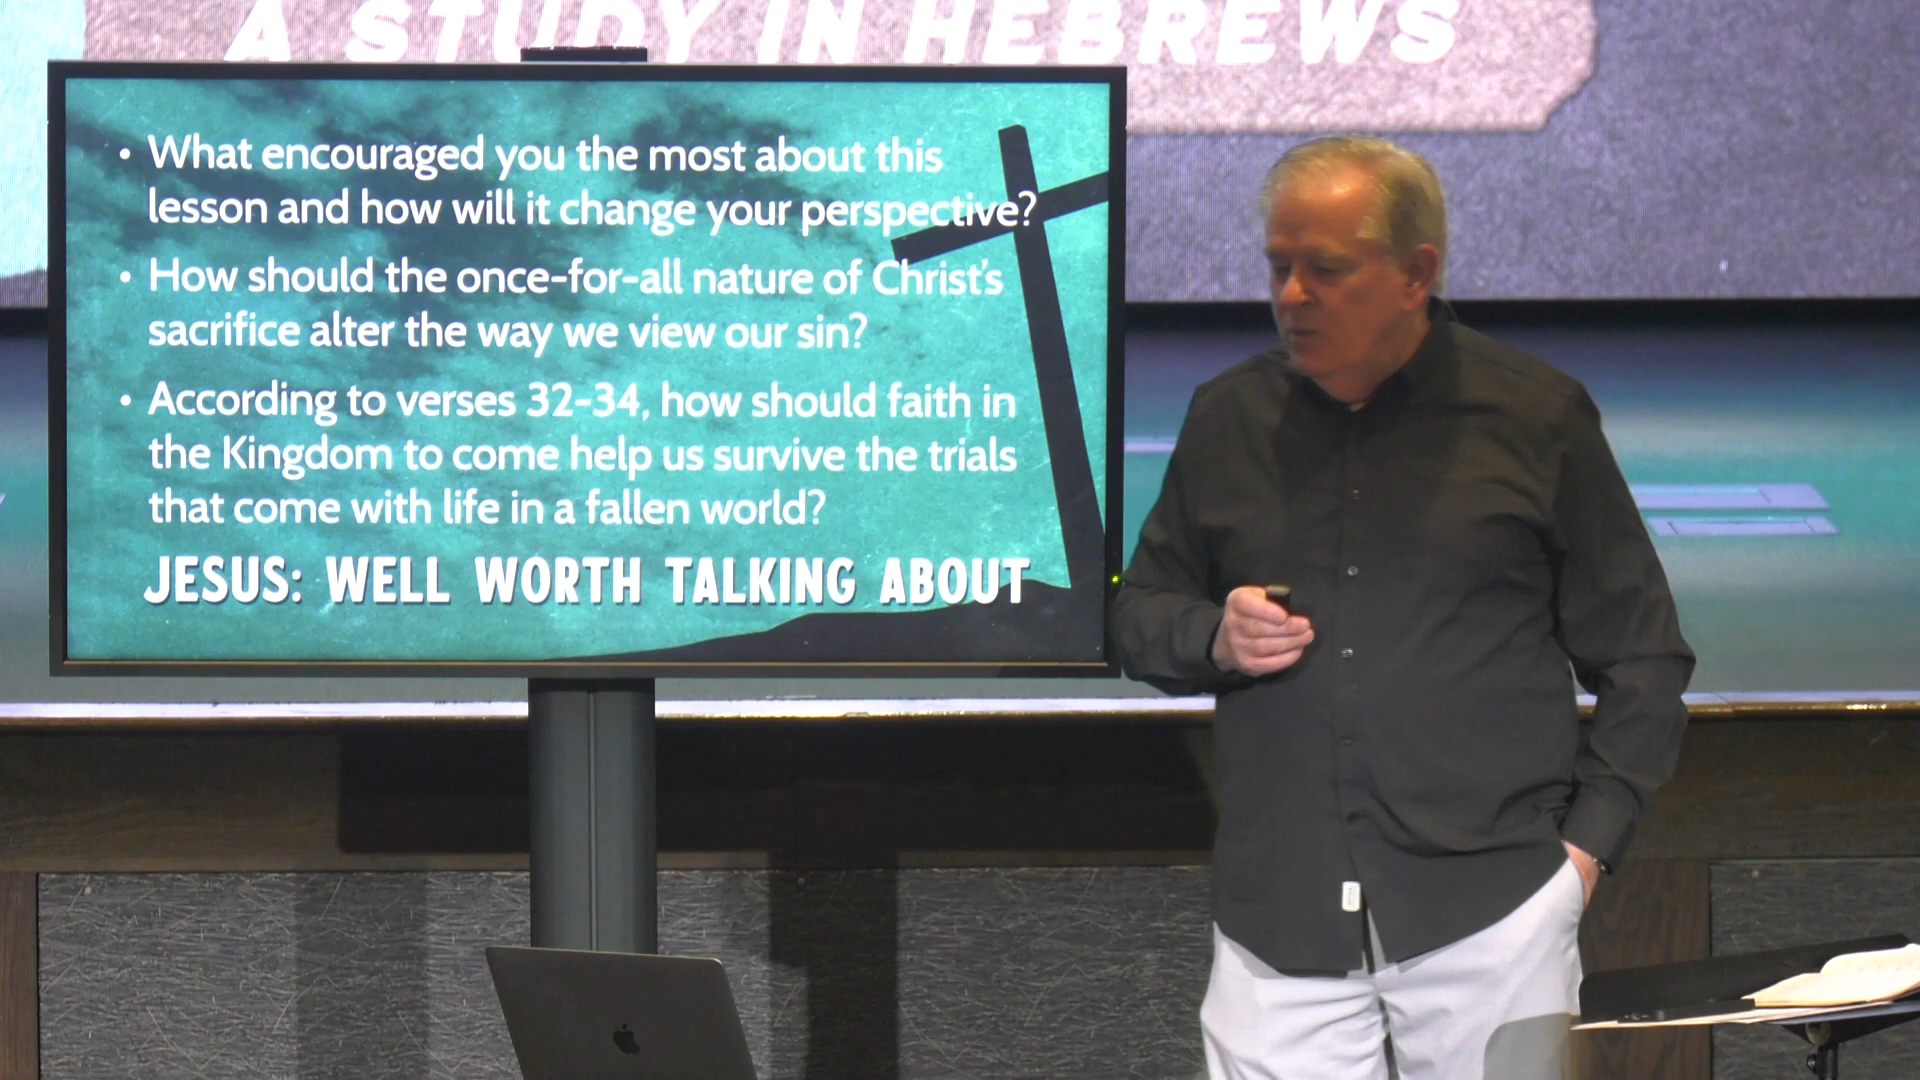 A STUDY IN HEBREWS
• What encouraged you the most about this
lesson and how will it change your perspective?
• How should the once-for-all nature of Christ's
sacrifice alter the way we view our sin?
• According to verses 32-34, how should faith in
the Kingdom to come help us survive the trials
that come with life in a fallen world?
JESUS: WELL WORTH TALKING ABOUT